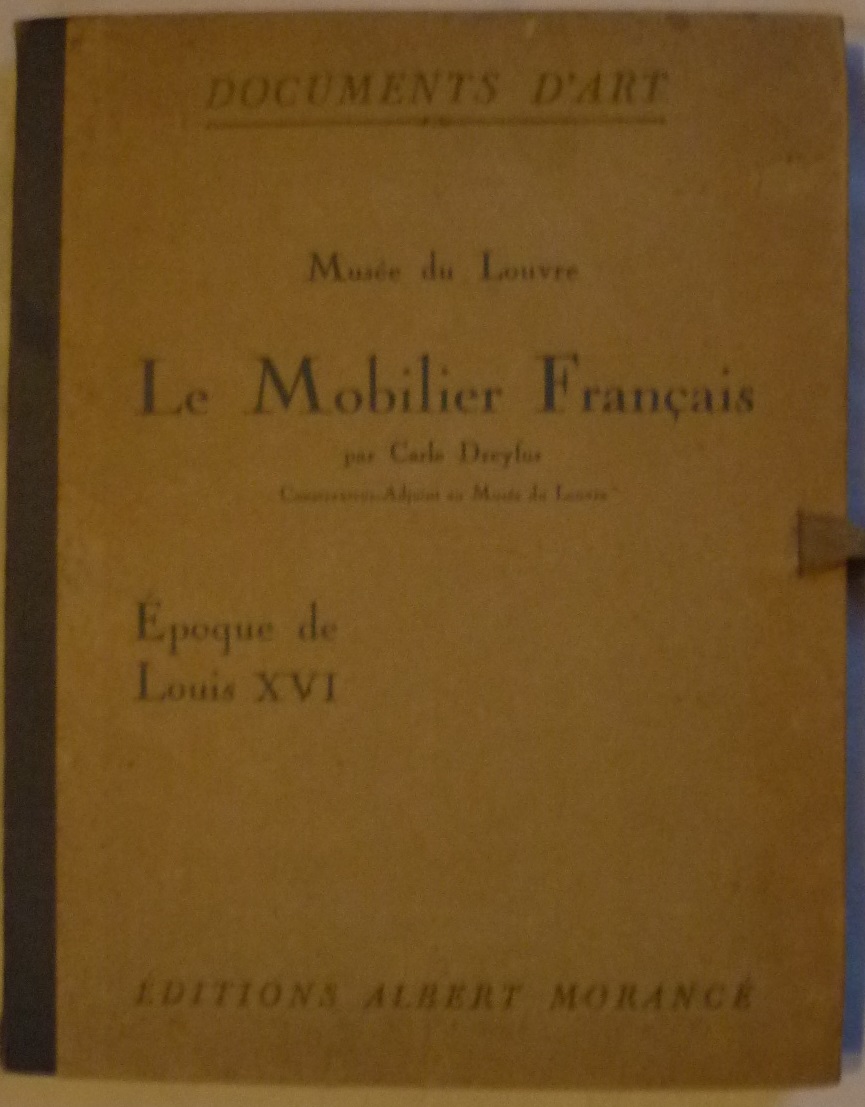 DOCUMENTS D'ART
Musée du Louvre
Le Mobilier Français
par Carle Dreyfus
Conservateur-Adjoint au Musée du Louvre
Époque de
Louis XVI
ÉDITIONS ALBERT MORANCÉ